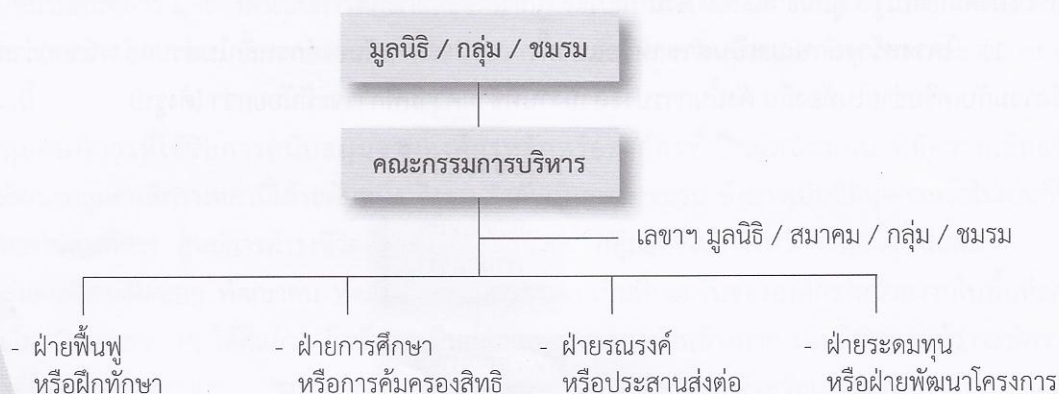 มูลนิธิ / กลุ่ม / ชมรม
คณะกรรมการบริหาร
เลขาฯ มูลนิธิ / สมาคม / กลุ่ม / ชมรม
- ฝ่ายฟื้นฟู
หรือฝึกทักษา
- ฝ่ายการศึกษา
หรือการค้มครองสิทธิ
- ฝ่ายรณรงค์
หรือประสานส่งต่อ
- ฝ่ายระดมทุน
หรือฝ่ายพัฒนาโครงการ